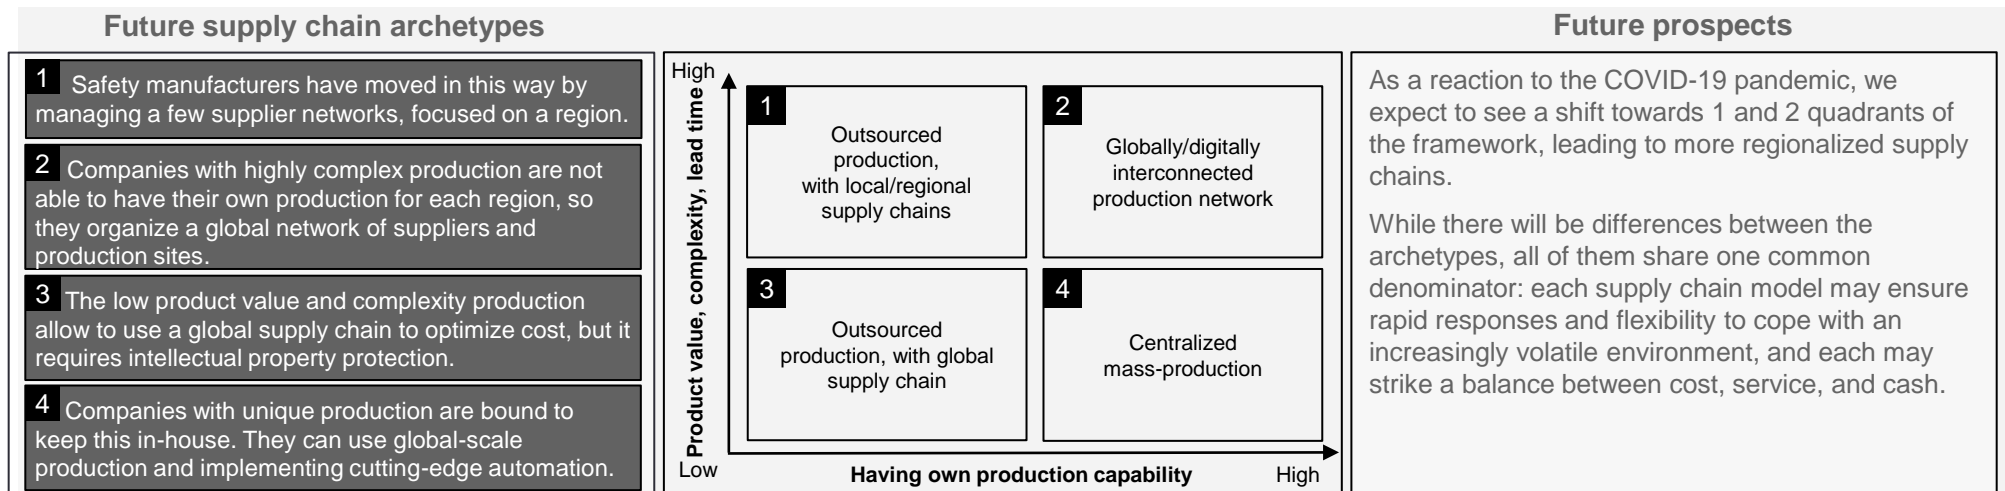 Future supply chain archetypes
1 Safety manufacturers have moved in this way by
managing a few supplier networks, focused on a region.
2 Companies with highly complex production are not
able to have their own production for each region, so
they organize a global network of suppliers and
production sites.
3 The low product value and complexity production
allow to use a global supply chain to optimize cost, but it
requires intellectual property protection.
4 Companies with unique production are bound to
keep this in-house. They can use global-scale
production and implementing cutting-edge automation.
High
Product value, complexity, lead time
Low
1
Outsourced
production,
with local/regional
supply chains
2
Globally/digitally
interconnected
production network
3
Outsourced
production, with global
supply chain
4
Centralized
mass-production
Having own production capability
High
Future prospects
As a reaction to the COVID-19 pandemic, we
expect to see a shift towards 1 and 2 quadrants of
the framework, leading to more regionalized supply
chains.
While there will be differences between the
archetypes, all of them share one common
denominator: each supply chain model may ensure
rapid responses and flexibility to cope with an
increasingly volatile environment, and each may
strike a balance between cost, service, and cash.